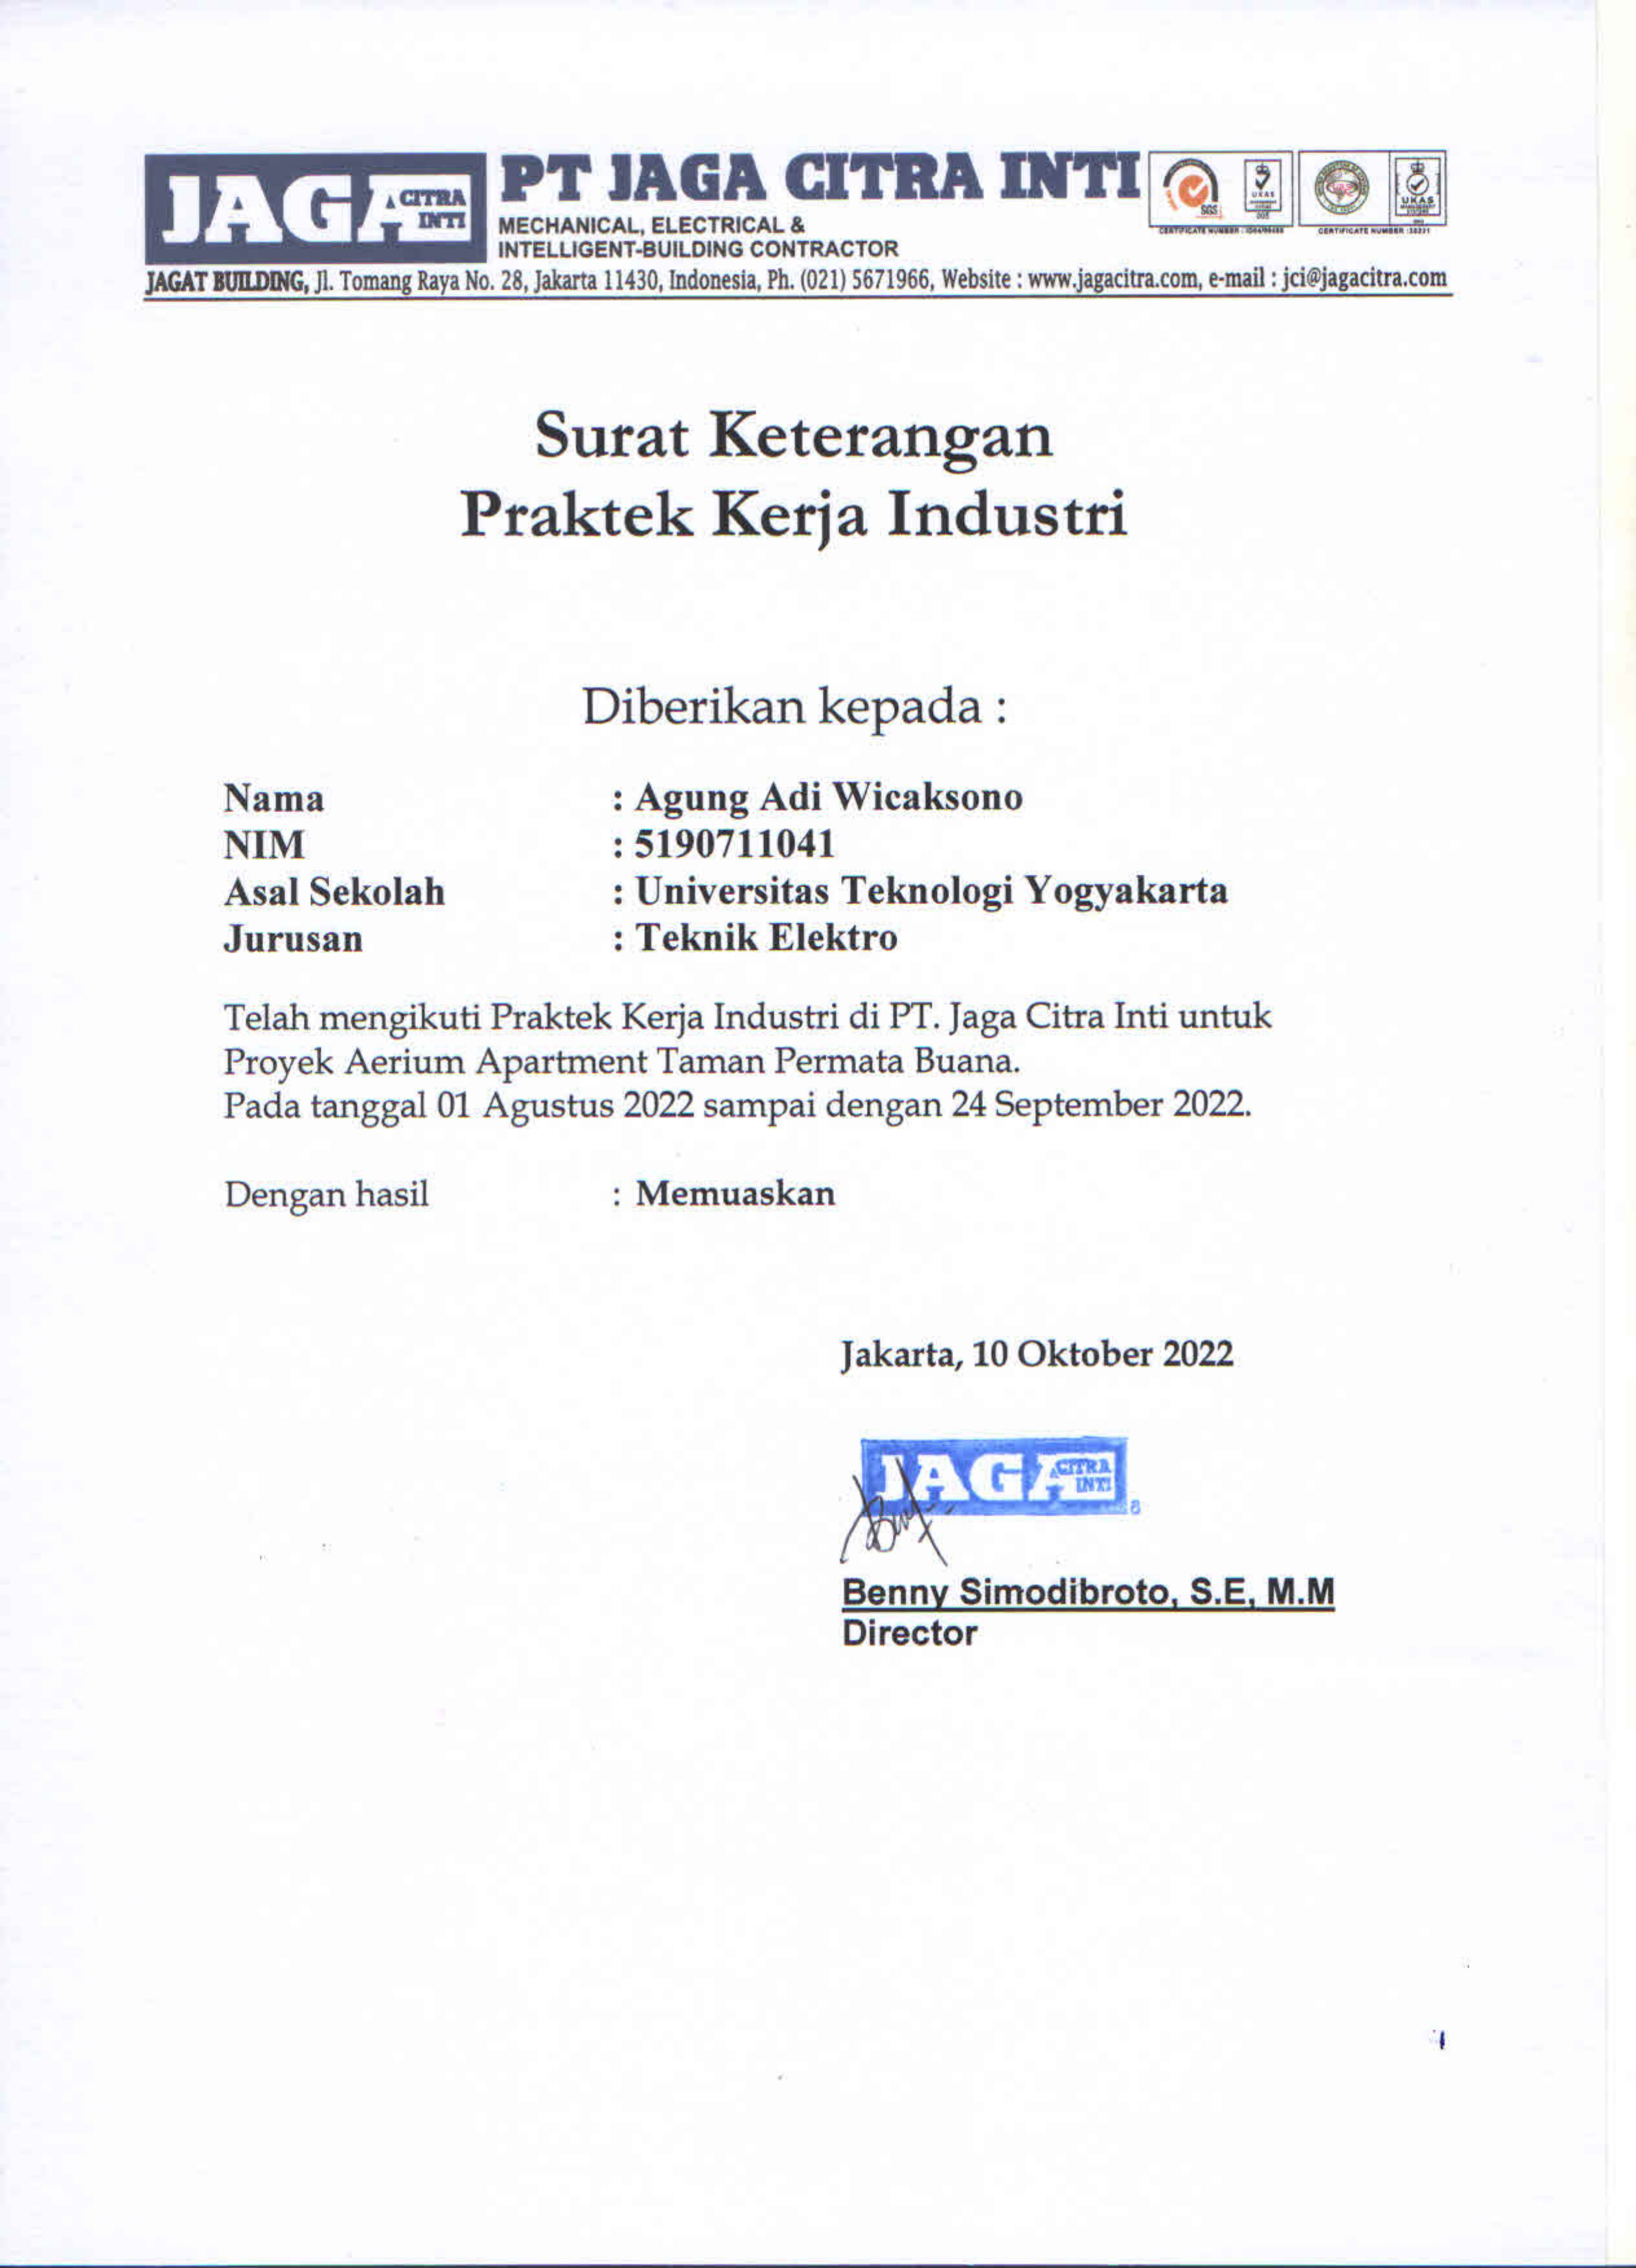 JAGA CITRA INTI
PT JAGA CITRA INTI
MECHANICAL, ELECTRICAL &
INTELLIGENT-BUILDING CONTRACTOR
SGS
UKAS
UKAS
CERTIFICATE NUMBER :
CERTIFICATE NUMBER :
JAGAT BUILDING, Jl. Tomang Raya No. 28, Jakarta 11430, Indonesia, Ph. (021) 5671966, Website : www.jagacitra.com, e-mail : jci@jagacitra.com
Surat Keterangan
Praktek Kerja Industri
Diberikan kepada :
Nama : Agung Adi Wicaksono
NIM : 5190711041
Asal Sekolah : Universitas Teknologi Yogyakarta
Jurusan : Teknik Elektro
Telah mengikuti Praktek Kerja Industri di PT. Jaga Citra Inti untuk
Proyek Aerium Apartment Taman Permata Buana.
Pada tanggal 01 Agustus 2022 sampai dengan 24 September 2022.
Dengan hasil : Memuaskan
Jakarta, 10 Oktober 2022
JAGA CITRA INTI
8
Benny Simodibroto, S.E, M.M
Director